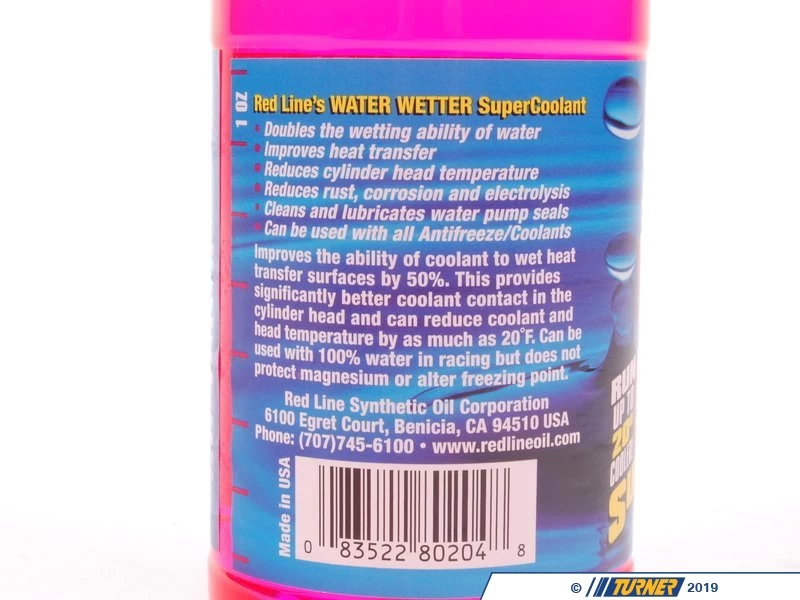 1 OZ
Red Line's WATER WETTER SuperCoolant
• Doubles the wetting ability of water
• Improves heat transfer
• Reduces cylinder head temperature
• Reduces rust, corrosion and electrolysis
• Cleans and lubricates water pump seals
• Can be used with all Antifreeze/Coolants
Improves the ability of coolant to wet heat
transfer surfaces by 50%. This provides
significantly better coolant contact in the
cylinder head and can reduce coolant and
head temperature by as much as 20°F. Can be
used with 100% water in racing but does not
protect magnesium or alter freezing point.
Red Line Synthetic Oil Corporation
6100 Egret Court, Benicia, CA 94510 USA
Phone: (707)745-6100 • www.redlineoil.com
Made in USA
0 83522 80204 8
RUN
UP TO
20°
© TURNER 2019